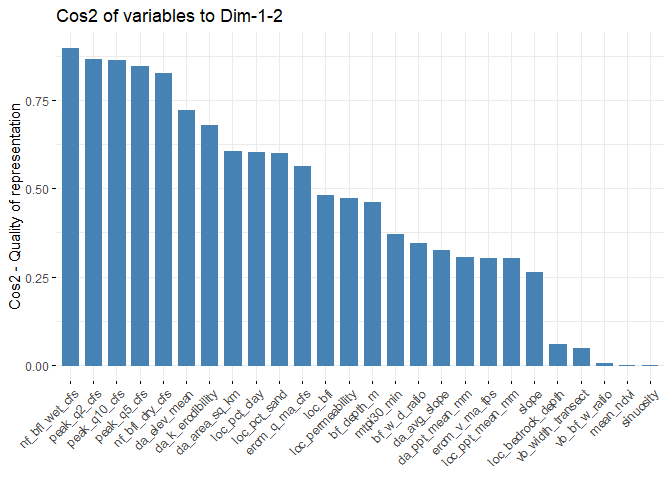 Cos2 of variables to Dim-1-2
Cos2 - Quality of representation
0.75
0.50
0.25
0.00
nf_bfl_wet_cfs
peak_q2_cfs
peak_q10_cfs
peak_q5_cfs
nf_bfl_dry_cfs
da_elev_mean
da_k_erodibility
da_area_sq_km
loc_pct_clay
loc_pct_sand
erom_q_ma_cfs
loc_bfi
loc_permeability
bf_depth_m
mtpi30_min
bf_w_d_ratio
da_avg_slope
da_ppt_mean_mm
erom_v_ma_fps
loc_ppt_mean_mm
slope
loc_bedrock_depth
vb_width_transect
vb_bf_w_ratio
mean_ndvi
sinuosity